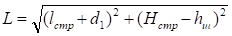 L = √((l_стр + d_1)^2 + (H_стр − h_ш)^2)